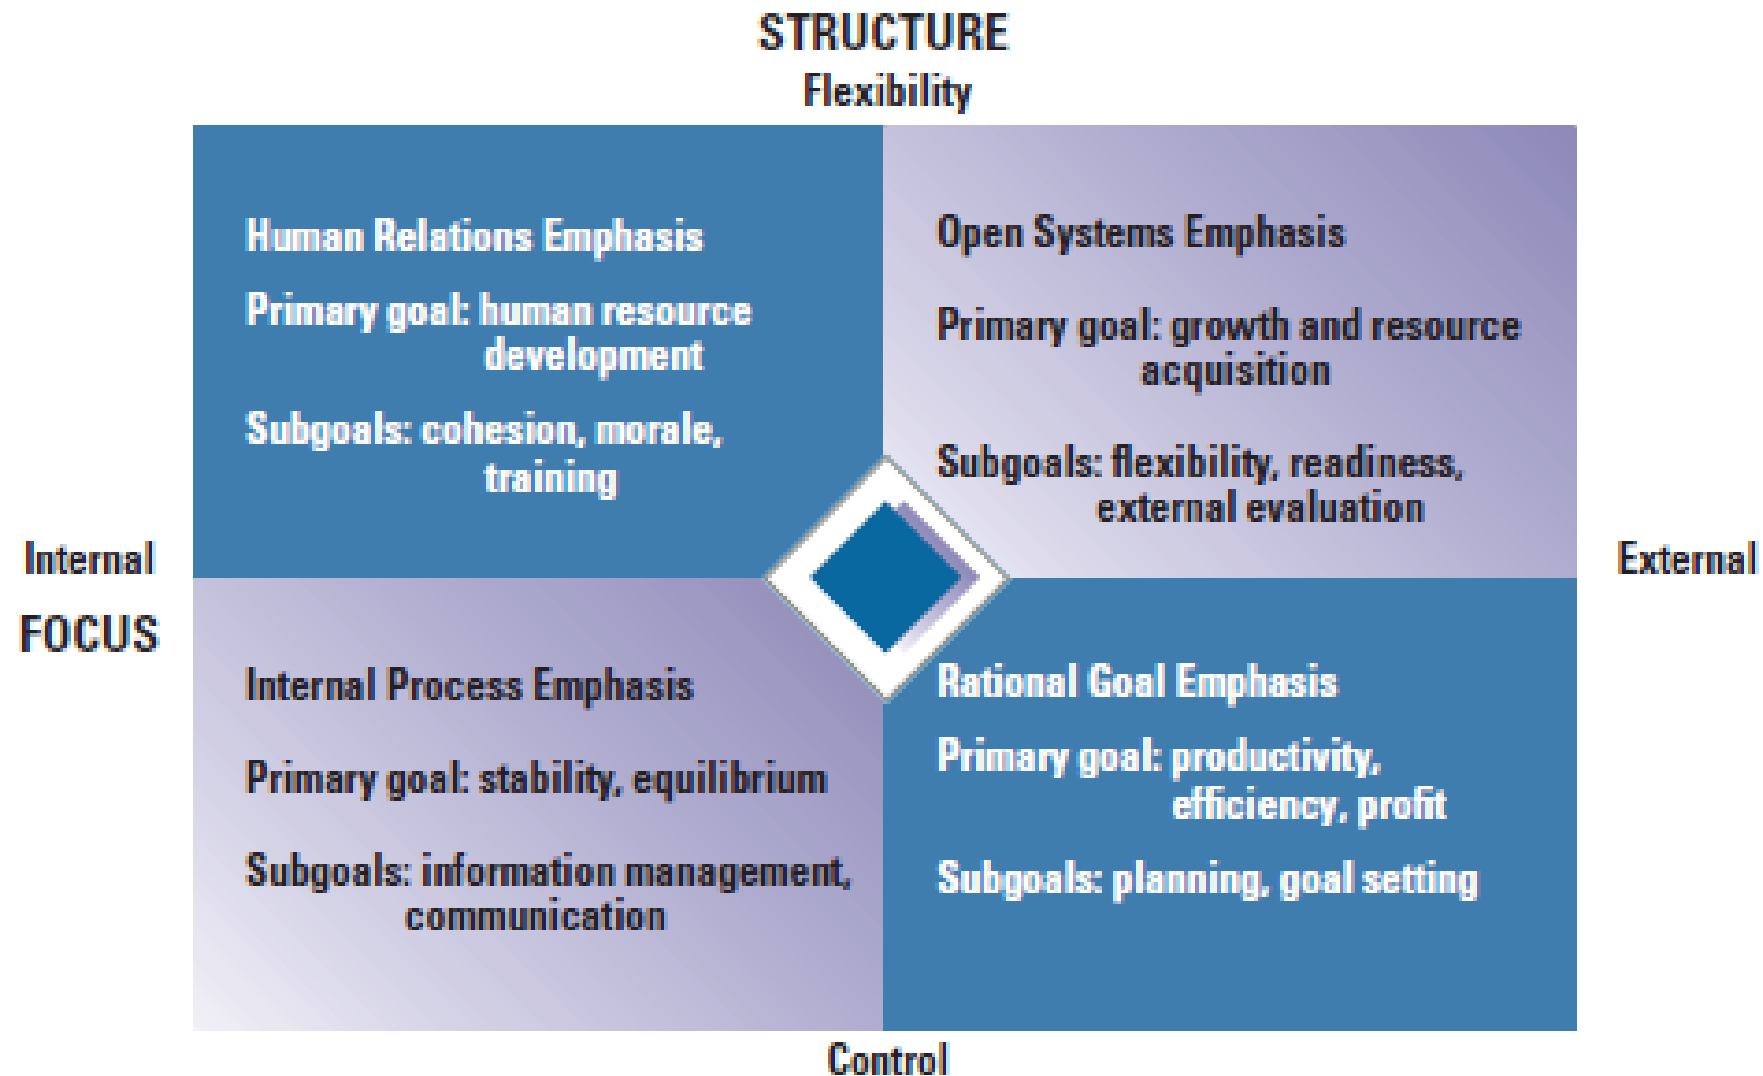 STRUCTURE
Flexibility
Human Relations Emphasis
Primary goal: human resource
development
Subgoals: cohesion, morale,
training
Open Systems Emphasis
Primary goal: growth and resource
acquisition
Subgoals: flexibility, readiness,
external evaluation
Internal
FOCUS
External
Internal Process Emphasis
Primary goal: stability, equilibrium
Subgoals: information management,
communication
Rational Goal Emphasis
Primary goal: productivity,
efficiency, profit
Subgoals: planning, goal setting
Control